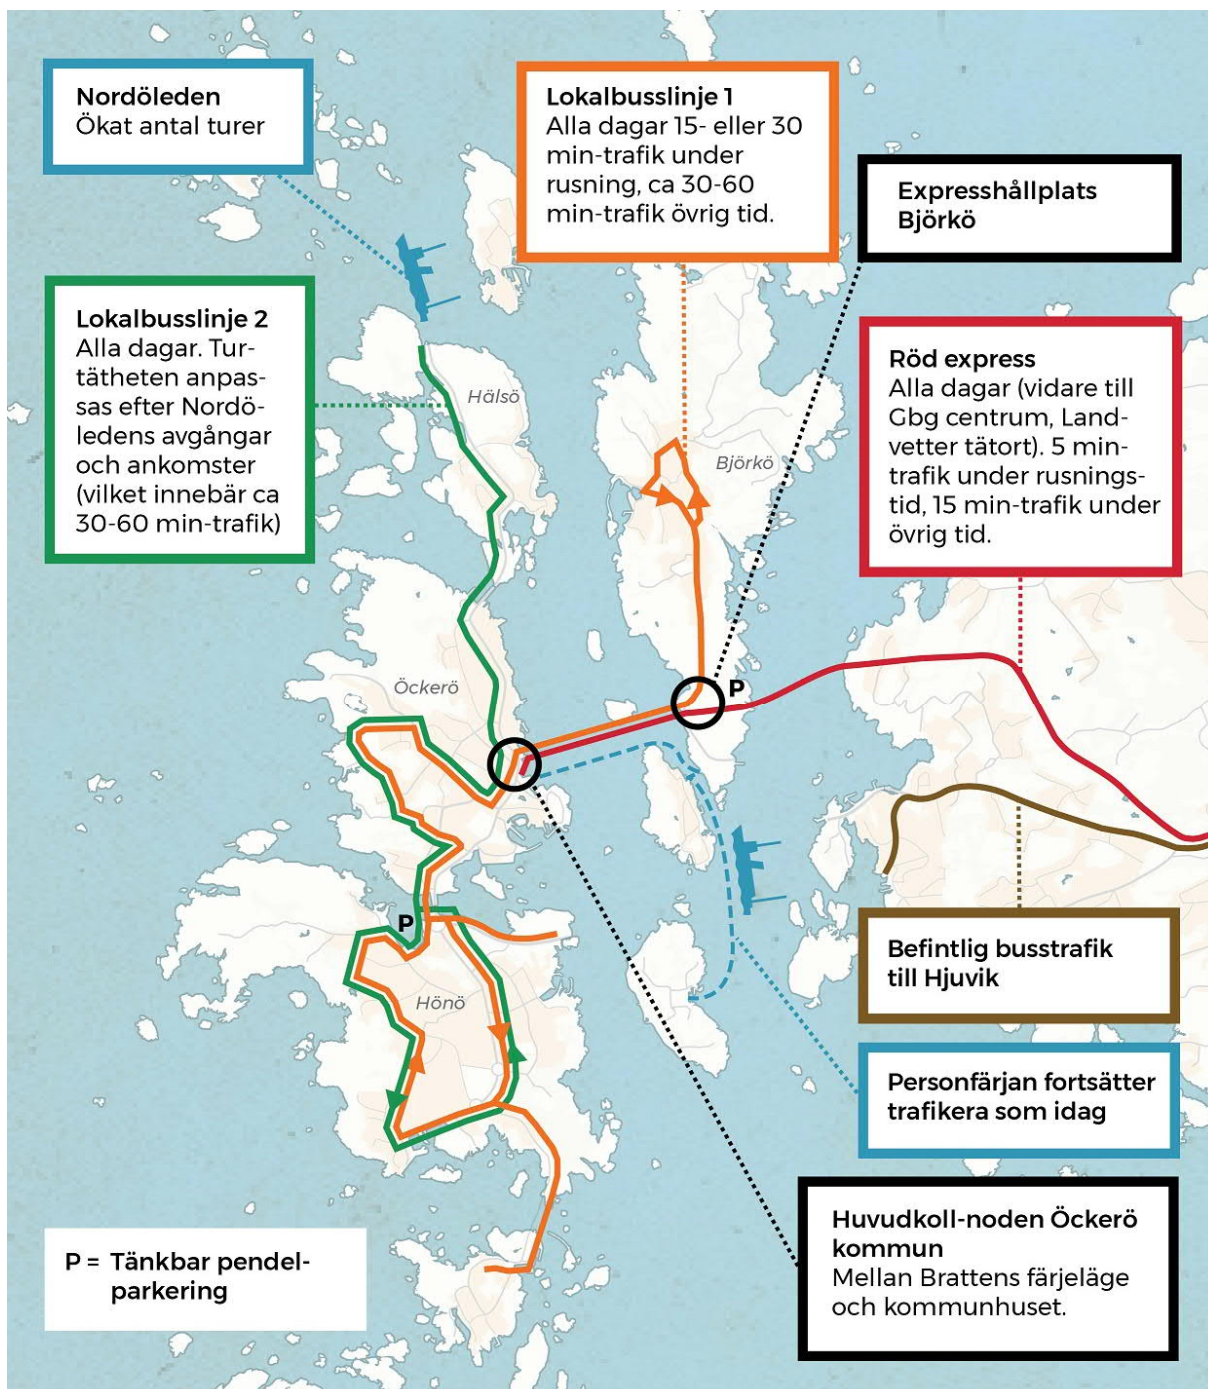 Nordöleden
Ökat antal turer
Lokalbusslinje 1
Alla dagar 15- eller 30
min-trafik under
rusning, ca 30-60
min-trafik övrig tid.
Expresshållplats
Björkö
Lokalbusslinje 2
Alla dagar. Tur-
tätheten anpas-
sas efter Nordö-
ledens avgångar
och ankomster
(vilket innebär ca
30-60 min-trafik)
Röd express
Alla dagar (vidare till
Gbg centrum, Land-
vetter tätort). 5 min-
trafik under rusnings-
tid, 15 min-trafik under
övrig tid.
Hälsö
Björkö
Öckerö
P
P
Hönö
Befintlig busstrafik
till Hjuvik
Personfärjan fortsätter
trafikera som idag
Huvudkoll-noden Öckerö
kommun
Mellan Brattens färjeläge
och kommunhuset.
P = Tänkbar pendel-
parkering